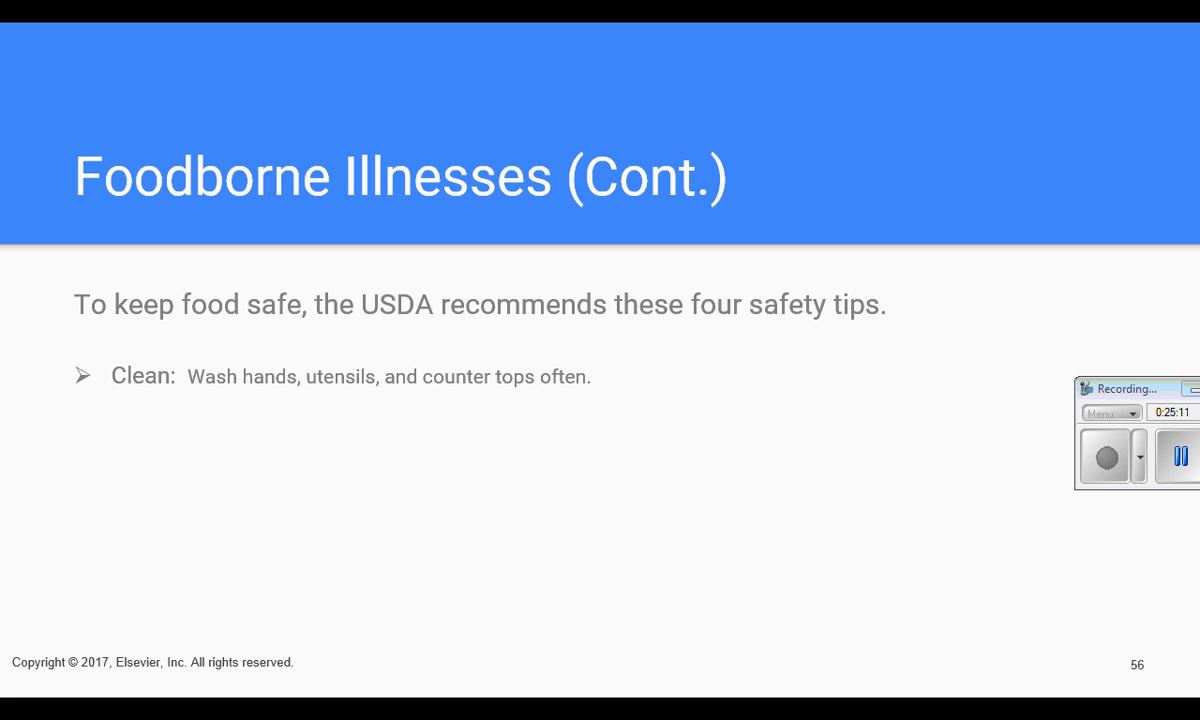 Foodborne Illnesses (Cont.)
To keep food safe, the USDA recommends these four safety tips.
Clean: Wash hands, utensils, and counter tops often.
Recording...
Menu
0:25:11
Copyright © 2017, Elsevier, Inc. All rights reserved.
56